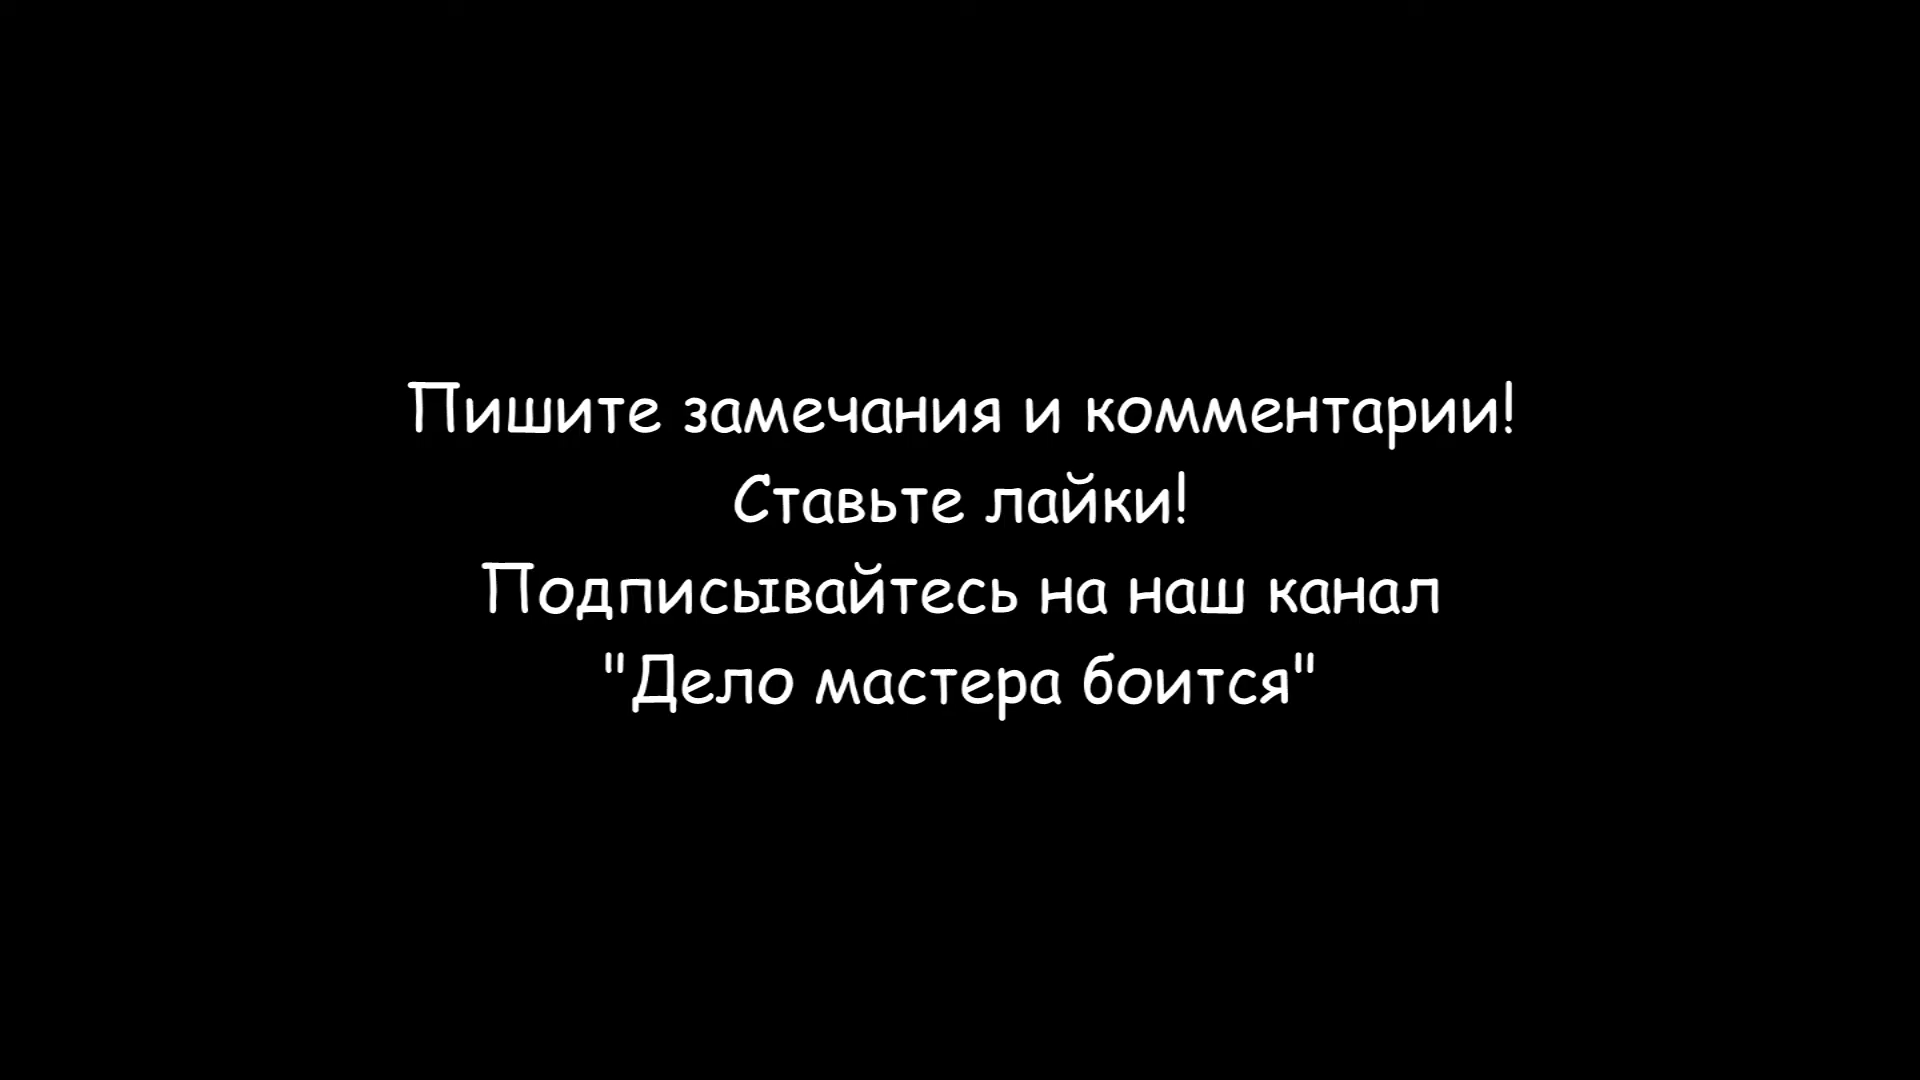 Пишите замечания и комментарии!
Ставьте лайки!
Подписывайтесь на наш канал
"Дело мастера боится"